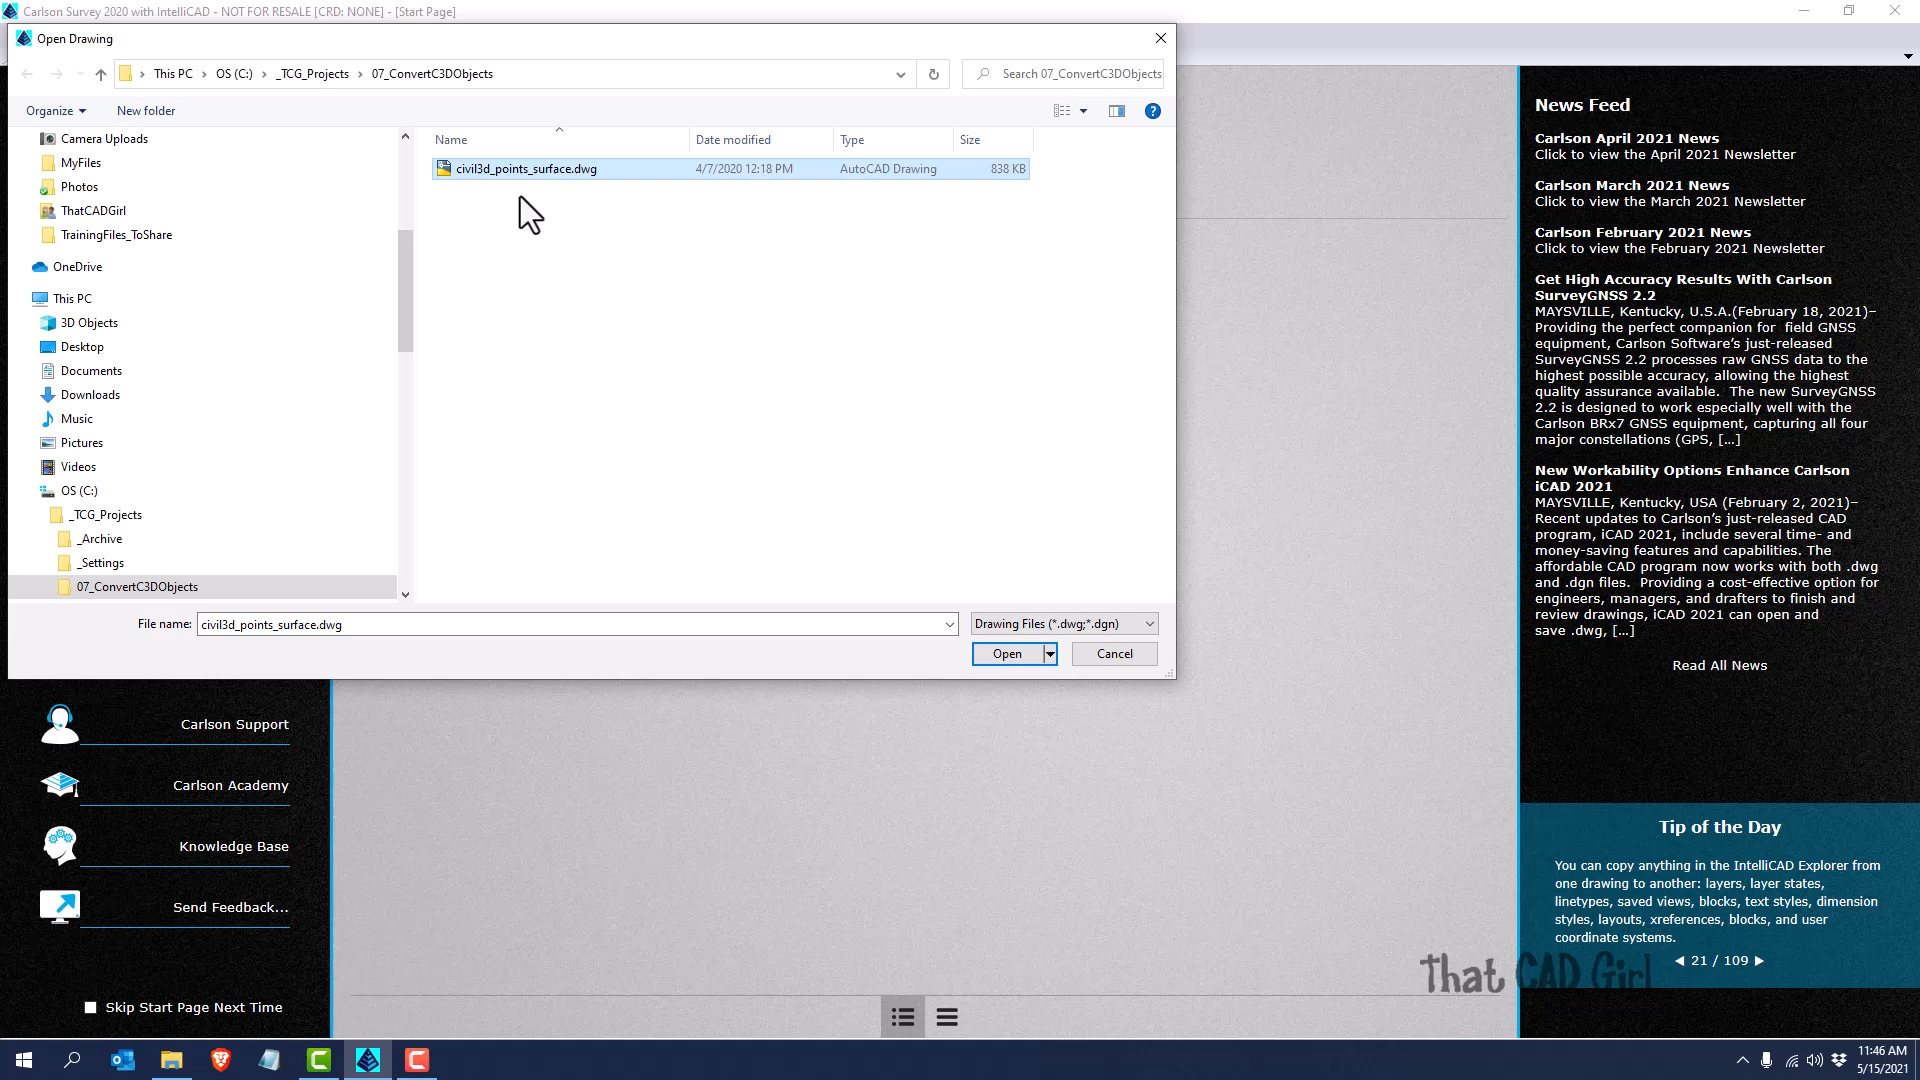 Carlson Survey 2020 with IntelliCAD - NOT FOR RESALE [CRD: NONE] - [Start Page]
Open Drawing
This PC
OS (C:)
_TCG_Projects
07_ConvertC3DObjects
Search 07_ConvertC3DObjects
Organize
New folder
Camera Uploads
MyFiles
Photos
ThatCADGirl
TrainingFiles_ToShare
OneDrive
This PC
3D Objects
Desktop
Documents
Downloads
Music
Pictures
Videos
OS (C:)
_TCG_Projects
_Archive
_Settings
07_ConvertC3DObjects
Name
Date modified
Type
Size
civil3d_points_surface.dwg
4/7/2020 12:18 PM
AutoCAD Drawing
838 KB
File name:
civil3d_points_surface.dwg
Drawing Files (*.dwg;*.dgn)
Open
Cancel
Carlson Support
Carlson Academy
Knowledge Base
Send Feedback...
Skip Start Page Next Time
News Feed
Carlson April 2021 News
Click to view the April 2021 Newsletter
Carlson March 2021 News
Click to view the March 2021 Newsletter
Carlson February 2021 News
Click to view the February 2021 Newsletter
Get High Accuracy Results With Carlson
SurveyGNSS 2.2
MAYSVILLE, Kentucky, U.S.A.(February 18, 2021)–
Providing the perfect companion for field GNSS
equipment, Carlson Software's just-released
SurveyGNSS 2.2 processes raw GNSS data to the
highest possible accuracy, allowing the highest
quality assurance available. The new SurveyGNSS
2.2 is designed to work especially well with the
Carlson BRx7 GNSS equipment, capturing all four
major constellations (GPS, [...]
New Workability Options Enhance Carlson
iCAD 2021
MAYSVILLE, Kentucky, USA (February 2, 2021)–
Recent updates to Carlson's just-released CAD
program, iCAD 2021, include several time- and
money-saving features and capabilities. The
affordable CAD program now works with both .dwg
and .dgn files. Providing a cost-effective option for
engineers, managers, and drafters to finish and
review drawings, iCAD 2021 can open and
save .dwg, [...]
Read All News
Tip of the Day
You can copy anything in the IntelliCAD Explorer from
one drawing to another: layers, layer states,
linetypes, saved views, blocks, text styles, dimension
styles, layouts, xreferences, blocks, and user
coordinate systems.
21 / 109
That CAD Girl
11:46 AM
5/15/2021